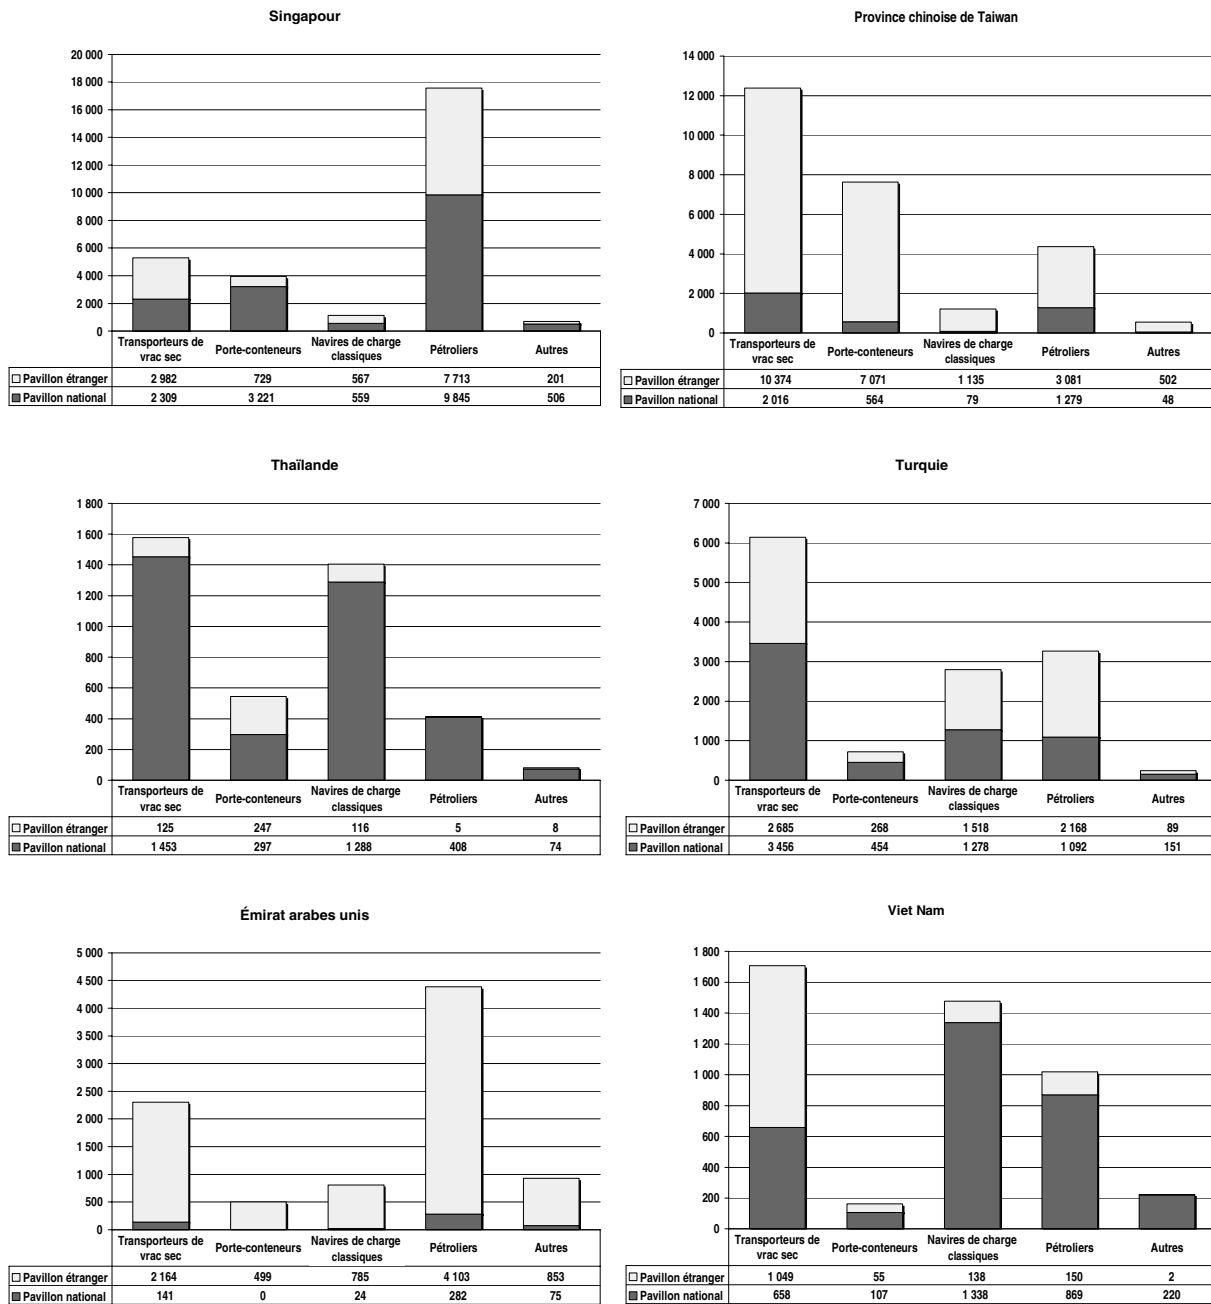 Singapour
20 000
18 000
16 000
14 000
12 000
10 000
8 000
6 000
4 000
2 000
0
Transporteurs de vrac sec Porte-conteneurs Navires de charge classiques Pétroliers Autres
Pavillon étranger 2 982 729 567 7 713 201
Pavillon national 2 309 3 221 559 9 845 506
Province chinoise de Taiwan
14 000
12 000
10 000
8 000
6 000
4 000
2 000
0
Transporteurs de vrac sec Porte-conteneurs Navires de charge classiques Pétroliers Autres
Pavillon étranger 10 374 7 071 1 135 3 081 502
Pavillon national 2 016 564 79 1 279 48
Thaïlande
1 800
1 600
1 400
1 200
1 000
800
600
400
200
0
Transporteurs de vrac sec Porte-conteneurs Navires de charge classiques Pétroliers Autres
Pavillon étranger 125 247 116 5 8
Pavillon national 1 453 297 1 288 408 74
Turquie
7 000
6 000
5 000
4 000
3 000
2 000
1 000
0
Transporteurs de vrac sec Porte-conteneurs Navires de charge classiques Pétroliers Autres
Pavillon étranger 2 685 268 1 518 2 168 89
Pavillon national 3 456 454 1 278 1 092 151
Émirat arabes unis
5 000
4 500
4 000
3 500
3 000
2 500
2 000
1 500
1 000
500
0
Transporteurs de vrac sec Porte-conteneurs Navires de charge classiques Pétroliers Autres
Pavillon étranger 2 164 499 785 4 103 853
Pavillon national 141 0 24 282 75
Viet Nam
1 800
1 600
1 400
1 200
1 000
800
600
400
200
0
Transporteurs de vrac sec Porte-conteneurs Navires de charge classiques Pétroliers Autres
Pavillon étranger 1 049 55 138 150 2
Pavillon national 658 107 1 338 869 220